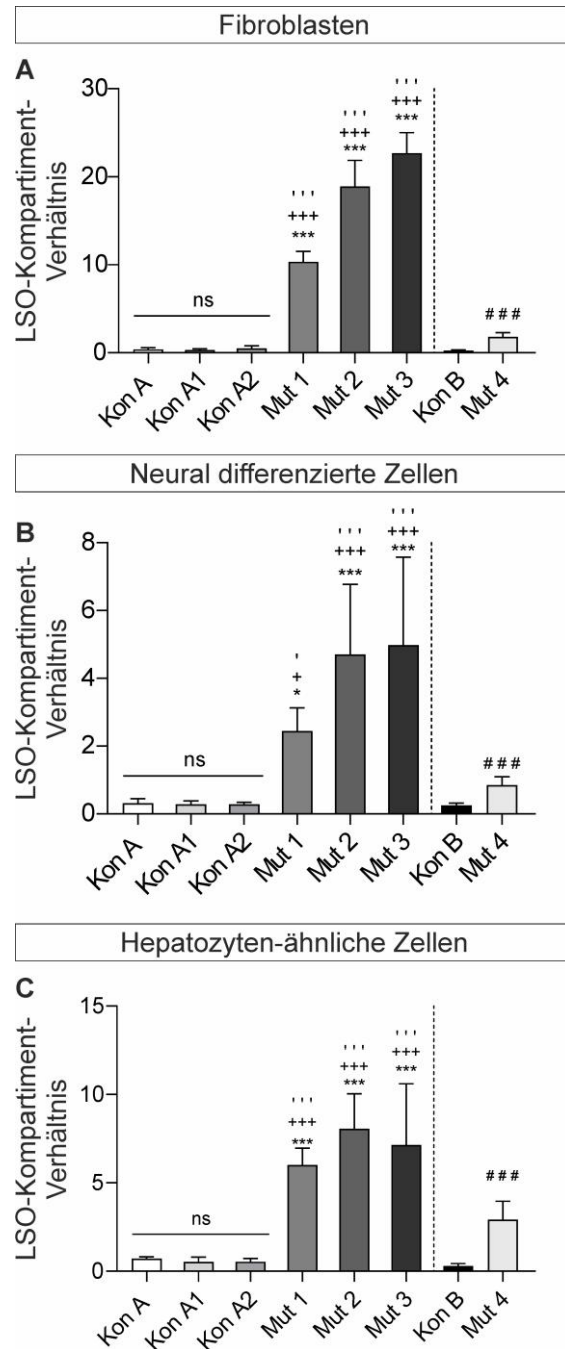 Fibroblasten
A
LSO-Kompartiment-
Verhältnis
30
20
10
0
ns
' ' '
+++
***
' ' '
+++
***
' ' '
+++
***
###
Kon A
Kon A1
Kon A2
Mut 1
Mut 2
Mut 3
Kon B
Mut 4
Neural differenzierte Zellen
B
LSO-Kompartiment-
Verhältnis
8
6
4
2
0
ns
'
+
*
' ' '
+++
***
' ' '
+++
***
###
Kon A
Kon A1
Kon A2
Mut 1
Mut 2
Mut 3
Kon B
Mut 4
Hepatozyten-ähnliche Zellen
C
LSO-Kompartiment-
Verhältnis
15
10
5
0
ns
' ' '
+++
***
' ' '
+++
***
' ' '
+++
***
###
Kon A
Kon A1
Kon A2
Mut 1
Mut 2
Mut 3
Kon B
Mut 4